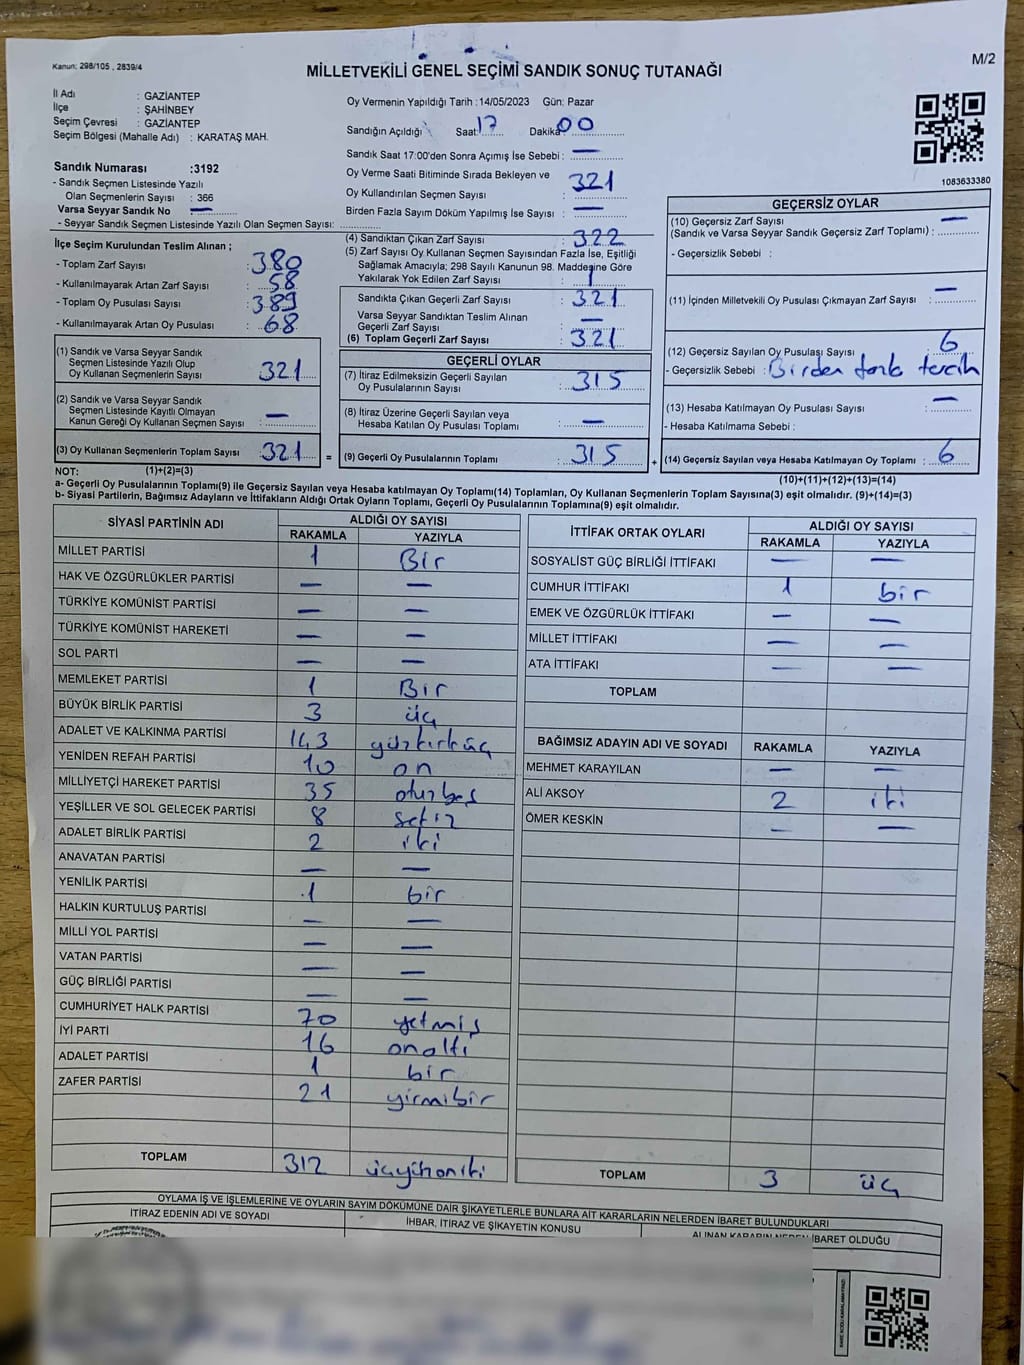 Kanun: 298/105 , 2839/4
M/2
MİLLETVEKİLİ GENEL SEÇİMİ SANDIK SONUÇ TUTANAĞI
İl Adı : GAZİANTEP
İlçe : ŞAHİNBEY
Seçim Çevresi : GAZİANTEP
Seçim Bölgesi (Mahalle Adı) : KARATAŞ MAH.
Sandık Numarası :3192
- Sandık Seçmen Listesinde Yazılı
Olan Seçmenlerin Sayısı : 366
Varsa Seyyar Sandık No —
- Seyyar Sandık Seçmen Listesinde Yazılı Olan Seçmen Sayısı:
Oy Vermenin Yapıldığı Tarih :14/05/2023 Gün: Pazar
Sandığın Açıldığı Saat 17 Dakika 00
Sandık Saat 17:00'den Sonra Açımış İse Sebebi : —
Oy Verme Saati Bitiminde Sırada Bekleyen ve
Oy Kullandırılan Seçmen Sayısı : 321
Birden Fazla Sayım Döküm Yapılmış İse Sayısı : —
1083633380
İlçe Seçim Kurulundan Teslim Alınan ;
- Toplam Zarf Sayısı : 380
- Kullanılmayarak Artan Zarf Sayısı : 58
- Toplam Oy Pusulası Sayısı : 389
- Kullanılmayarak Artan Oy Pusulası : 68
(4) Sandıktan Çıkan Zarf Sayısı : 322
(5) Zarf Sayısı Oy Kullanan Seçmen Sayısından Fazla İse, Eşitliği
Sağlamak Amacıyla; 298 Sayılı Kanunun 98. Maddesine Göre
Yakılarak Yok Edilen Zarf Sayısı : 1
Sandıkta Çıkan Geçerli Zarf Sayısı : 321
Varsa Seyyar Sandıktan Teslim Alınan
Geçerli Zarf Sayısı : —
(6) Toplam Geçerli Zarf Sayısı : 321
GEÇERSİZ OYLAR
(10) Geçersiz Zarf Sayısı
(Sandık ve Varsa Seyyar Sandık Geçersiz Zarf Toplamı) : —
- Geçersizlik Sebebi :
(11) İçinden Milletvekili Oy Pusulası Çıkmayan Zarf Sayısı : —
(12) Geçersiz Sayılan Oy Pusulası Sayısı : 6
- Geçersizlik Sebebi : Birden fazla tercih
(13) Hesaba Katılmayan Oy Pusulası Sayısı : —
- Hesaba Katılmama Sebebi :
(14) Geçersiz Sayılan veya Hesaba Katılmayan Oy Toplamı : 6
(10)+(11)+(12)+(13)=(14)
(1) Sandık ve Varsa Seyyar Sandık
Seçmen Listesinde Yazılı Olup
Oy Kullanan Seçmenlerin Sayısı : 321
(2) Sandık ve Varsa Seyyar Sandık
Seçmen Listesinde Kayıtlı Olmayan
Kanun Gereği Oy Kullanan Seçmen Sayısı : —
(3) Oy Kullanan Seçmenlerin Toplam Sayısı : 321 =
GEÇERLİ OYLAR
(7) İtiraz Edilmeksizin Geçerli Sayılan
Oy Pusulalarının Sayısı : 315
(8) İtiraz Üzerine Geçerli Sayılan veya
Hesaba Katılan Oy Pusulası Toplamı : —
(9) Geçerli Oy Pusulalarının Toplamı : 315 +
NOT: (1)+(2)=(3)
a- Geçerli Oy Pusulalarının Toplamı(9) ile Geçersiz Sayılan veya Hesaba katılmayan Oy Toplamı(14) Toplamları, Oy Kullanan Seçmenlerin Toplam Sayısına(3) eşit olmalıdır. (9)+(14)=(3)
b- Siyasi Partilerin, Bağımsız Adayların ve İttifakların Aldığı Ortak Oyların Toplamı, Geçerli Oy Pusulalarının Toplamına(9) eşit olmalıdır.
SİYASİ PARTİNİN ADI ALDIĞI OY SAYISI
RAKAMLA YAZIYLA
MİLLET PARTİSİ 1 Bir
HAK VE ÖZGÜRLÜKLER PARTİSİ — —
TÜRKİYE KOMÜNİST PARTİSİ — —
TÜRKİYE KOMÜNİST HAREKETİ — —
SOL PARTİ — —
MEMLEKET PARTİSİ 1 Bir
BÜYÜK BİRLİK PARTİSİ 3 üç
ADALET VE KALKINMA PARTİSİ 143 yüzkırküç
YENİDEN REFAH PARTİSİ 10 on
MİLLİYETÇİ HAREKET PARTİSİ 35 otuzbeş
YEŞİLLER VE SOL GELECEK PARTİSİ 8 sekiz
ADALET BİRLİK PARTİSİ 2 iki
ANAVATAN PARTİSİ — —
YENİLİK PARTİSİ 1 bir
HALKIN KURTULUŞ PARTİSİ — —
MİLLİ YOL PARTİSİ — —
VATAN PARTİSİ — —
GÜÇ BİRLİĞİ PARTİSİ — —
CUMHURİYET HALK PARTİSİ 70 yetmiş
İYİ PARTİ 16 onaltı
ADALET PARTİSİ 1 bir
ZAFER PARTİSİ 21 yirmibir
TOPLAM 312 üçyüzoniki
İTTİFAK ORTAK OYLARI ALDIĞI OY SAYISI
RAKAMLA YAZIYLA
SOSYALİST GÜÇ BİRLİĞİ İTTİFAKI — —
CUMHUR İTTİFAKI 1 bir
EMEK VE ÖZGÜRLÜK İTTİFAKI — —
MİLLET İTTİFAKI — —
ATA İTTİFAKI — —
TOPLAM
BAĞIMSIZ ADAYIN ADI VE SOYADI RAKAMLA YAZIYLA
MEHMET KARAYILAN — —
ALİ AKSOY 2 iki
ÖMER KESKİN — —
TOPLAM 3 üç
OYLAMA İŞ VE İŞLEMLERİNE VE OYLARIN SAYIM DÖKÜMÜNE DAİR ŞİKAYETLERLE BUNLARA AİT KARARLARIN NELERDEN İBARET BULUNDUKLARI
İTİRAZ EDENİN ADI VE SOYADI İHBAR, İTİRAZ VE ŞİKAYETİN KONUSU ALINAN KARARIN NEDEN İBARET OLDUĞU